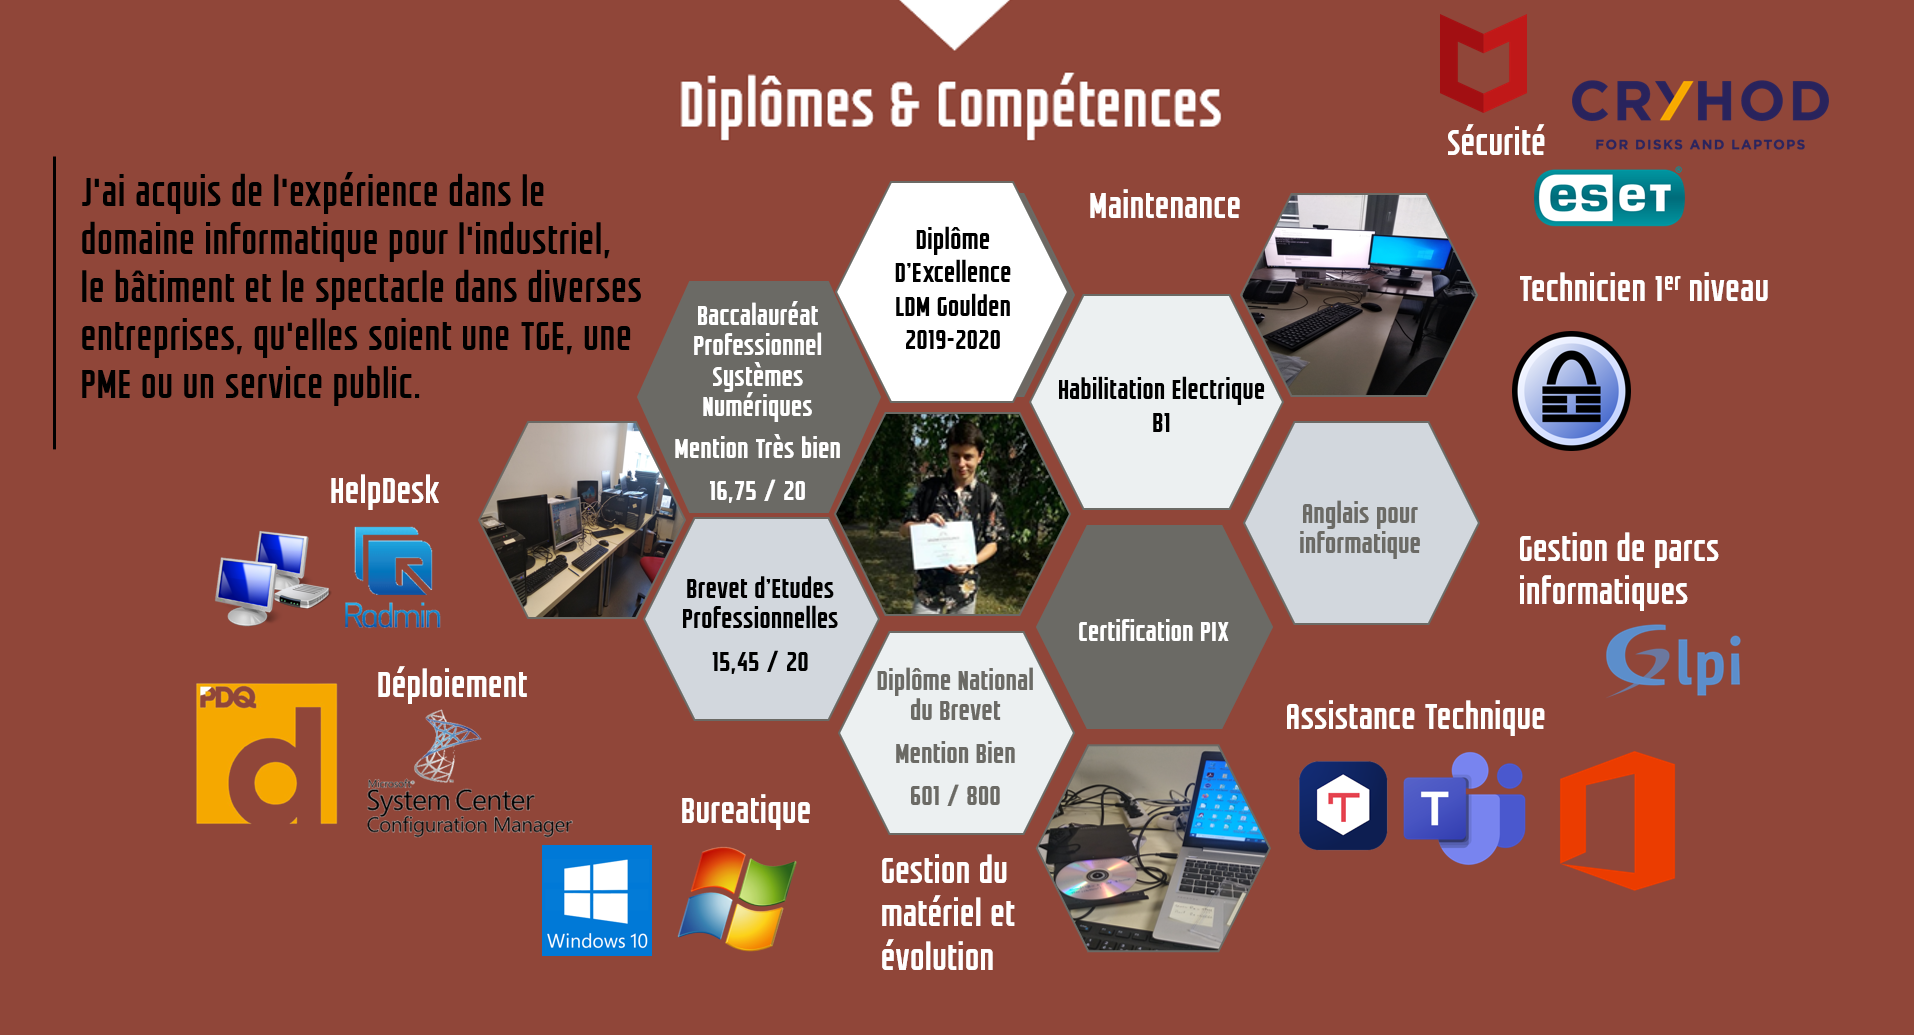 Diplômes & Compétences
J'ai acquis de l'expérience dans le
domaine informatique pour l'industriel,
le bâtiment et le spectacle dans diverses
entreprises, qu'elles soient une TGE, une
PME ou un service public.
Diplôme
D'Excellence
LDM Goulden
2019-2020
Baccalauréat
Professionnel
Systèmes
Numériques
Mention Très bien
16,75 / 20
Habilitation Electrique
B1
Anglais pour
informatique
Brevet d'Etudes
Professionnelles
15,45 / 20
Certification PIX
Diplôme National
du Brevet
Mention Bien
601 / 800
Maintenance
Sécurité
CRYHOD
FOR DISKS AND LAPTOPS
eseT
Technicien 1er niveau
Gestion de parcs
informatiques
Glpi
Assistance Technique
T
T
HelpDesk
Radmin
Déploiement
PDQ
d
Microsoft®
System Center
Configuration Manager
Bureatique
Windows 10
Gestion du
matériel et
évolution